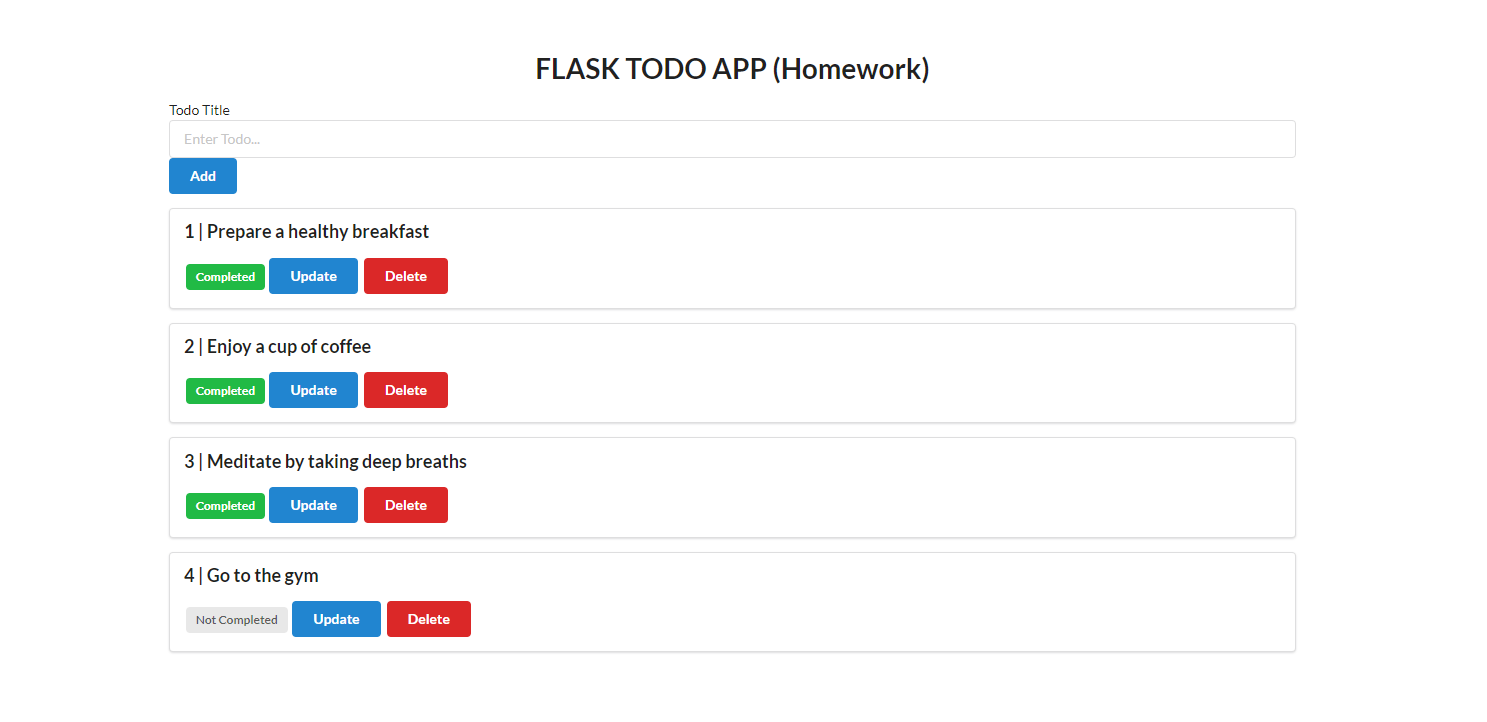 FLASK TODO APP (Homework)
Todo Title
Enter Todo...
Add
1 | Prepare a healthy breakfast
Completed Update Delete
2 | Enjoy a cup of coffee
Completed Update Delete
3 | Meditate by taking deep breaths
Completed Update Delete
4 | Go to the gym
Not Completed Update Delete